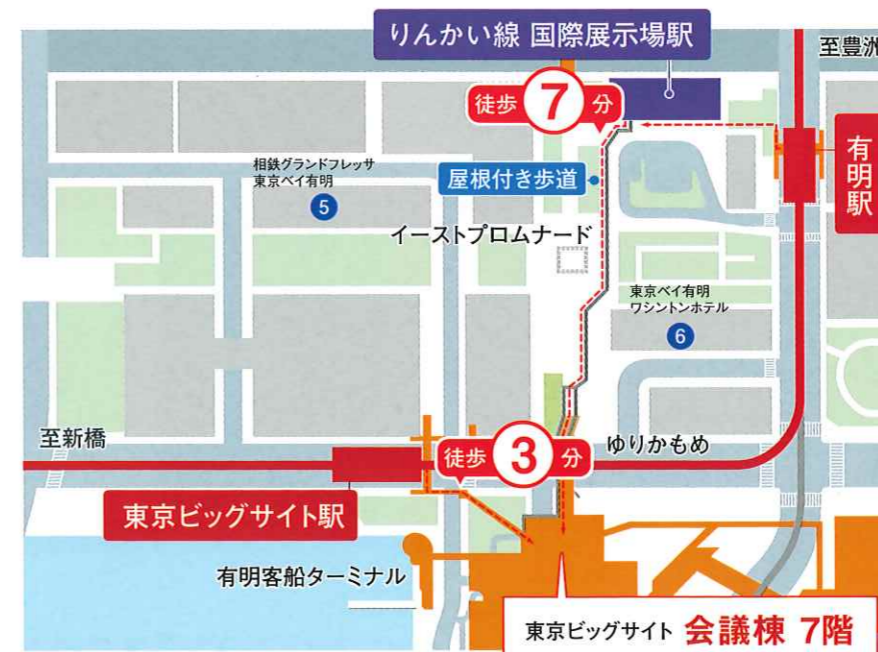 りんかい線 国際展示場駅
至豊洲
徒歩 7 分
有明駅
相鉄グランドフレッサ
東京ベイ有明
5
屋根付き歩道
イーストプロムナード
東京ベイ有明
ワシントンホテル
6
至新橋
徒歩 3 分
ゆりかもめ
東京ビッグサイト駅
有明客船ターミナル
東京ビッグサイト 会議棟 7階